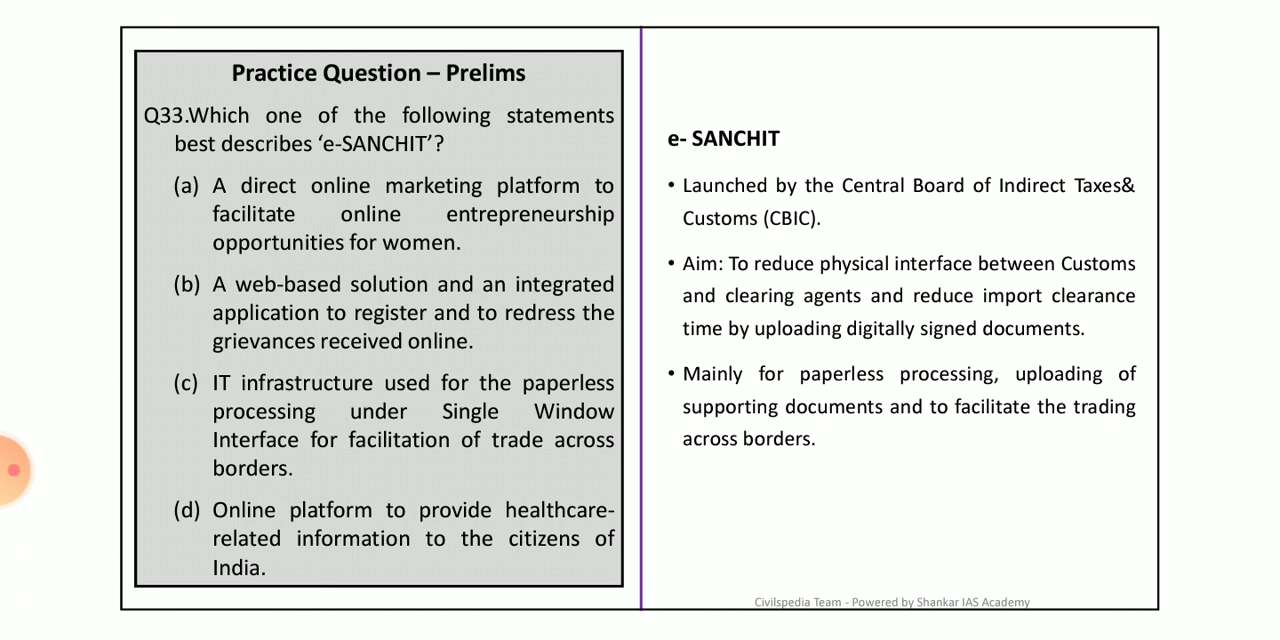 Practice Question – Prelims
Q33.Which one of the following statements
best describes ‘e-SANCHIT’?
(a) A direct online marketing platform to
facilitate online entrepreneurship
opportunities for women.
(b) A web-based solution and an integrated
application to register and to redress the
grievances received online.
(c) IT infrastructure used for the paperless
processing under Single Window
Interface for facilitation of trade across
borders.
(d) Online platform to provide healthcare-
related information to the citizens of
India.
e- SANCHIT
• Launched by the Central Board of Indirect Taxes&
Customs (CBIC).
• Aim: To reduce physical interface between Customs
and clearing agents and reduce import clearance
time by uploading digitally signed documents.
• Mainly for paperless processing, uploading of
supporting documents and to facilitate the trading
across borders.
Civilspedia Team - Powered by Shankar IAS Academy